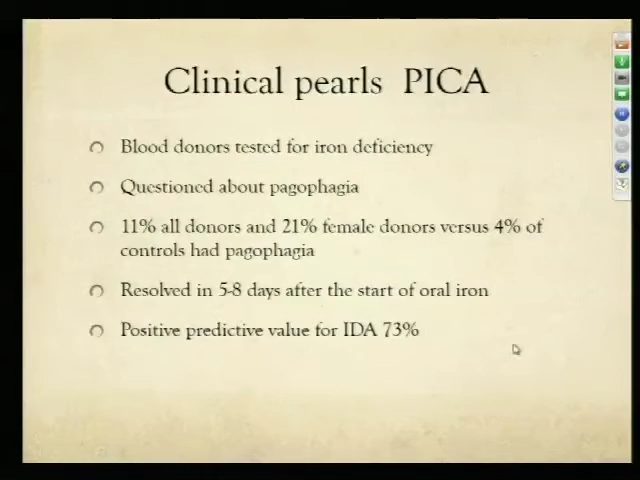 Clinical pearls PICA
Blood donors tested for iron deficiency
Questioned about pagophagia
11% all donors and 21% female donors versus 4% of
controls had pagophagia
Resolved in 5-8 days after the start of oral iron
Positive predictive value for IDA 73%